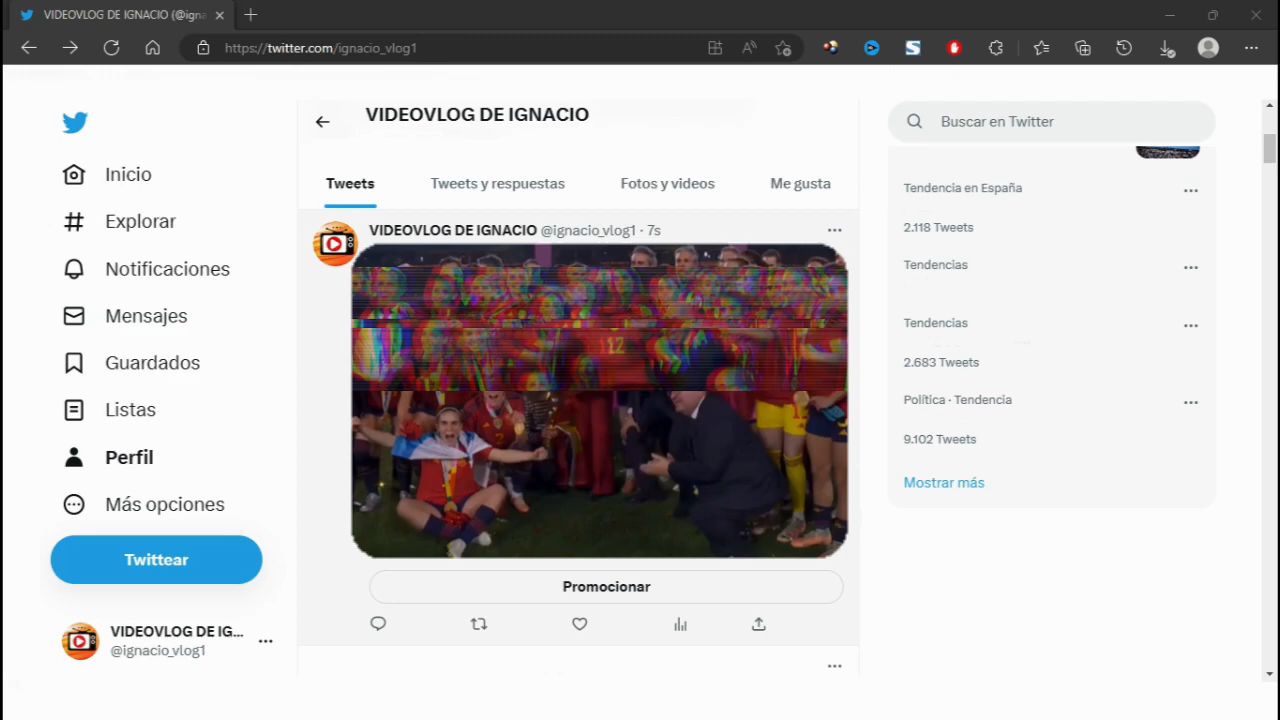 VIDEOVLOG DE IGNACIO (@igna
https://twitter.com/ignacio_vlog1
VIDEOVLOG DE IGNACIO
Buscar en Twitter
Inicio
Explorar
Notificaciones
Mensajes
Guardados
Listas
Perfil
Más opciones
Twittear
VIDEOVLOG DE IG...
@ignacio_vlog1
Tweets
Tweets y respuestas
Fotos y videos
Me gusta
VIDEOVLOG DE IGNACIO @ignacio_vlog1 · 7s
12
Promocionar
Tendencia en España
2.118 Tweets
Tendencias
Tendencias
2.683 Tweets
Política · Tendencia
9.102 Tweets
Mostrar más